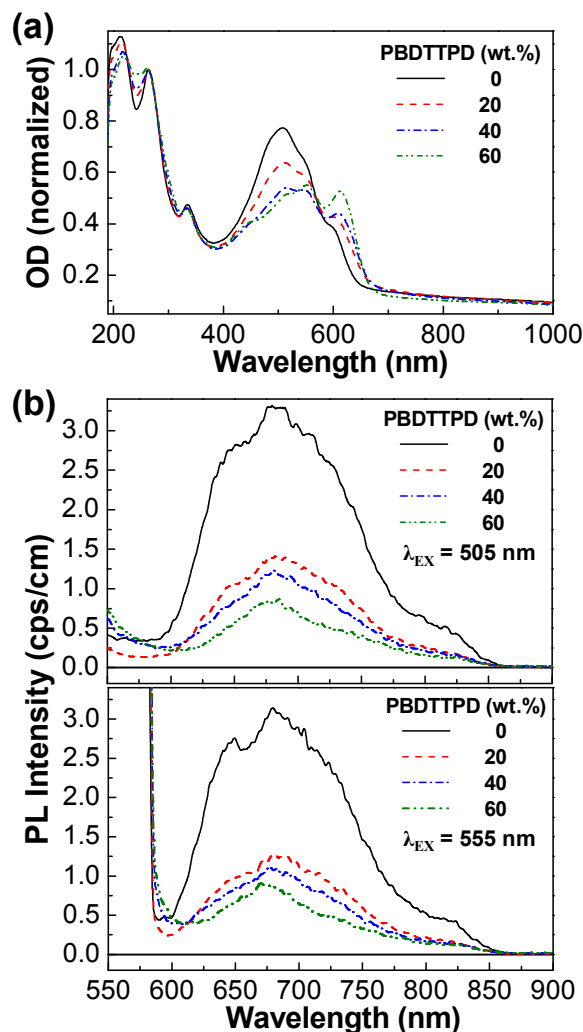 (a)
PBDTTPD (wt.%)
0
20
40
60
1.0
0.8
0.6
0.4
0.2
OD (normalized)
200 400 600 800 1000
Wavelength (nm)
(b)
PBDTTPD (wt.%)
0
20
40
60
λEX = 505 nm
3.0
2.5
2.0
1.5
1.0
0.5
0.0
PL Intensity (cps/cm)
PBDTTPD (wt.%)
0
20
40
60
λEX = 555 nm
3.0
2.5
2.0
1.5
1.0
0.5
0.0
550 600 650 700 750 800 850 900
Wavelength (nm)